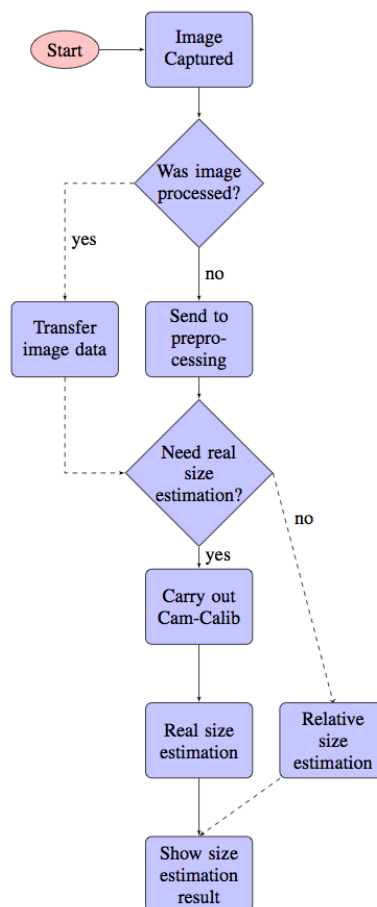 Start
Image
Captured
Was image
processed?
yes
no
Transfer
image data
Send to
prepro-
cessing
Need real
size
estimation?
no
yes
Carry out
Cam-Calib
Real size
estimation
Relative
size
estimation
Show size
estimation
result